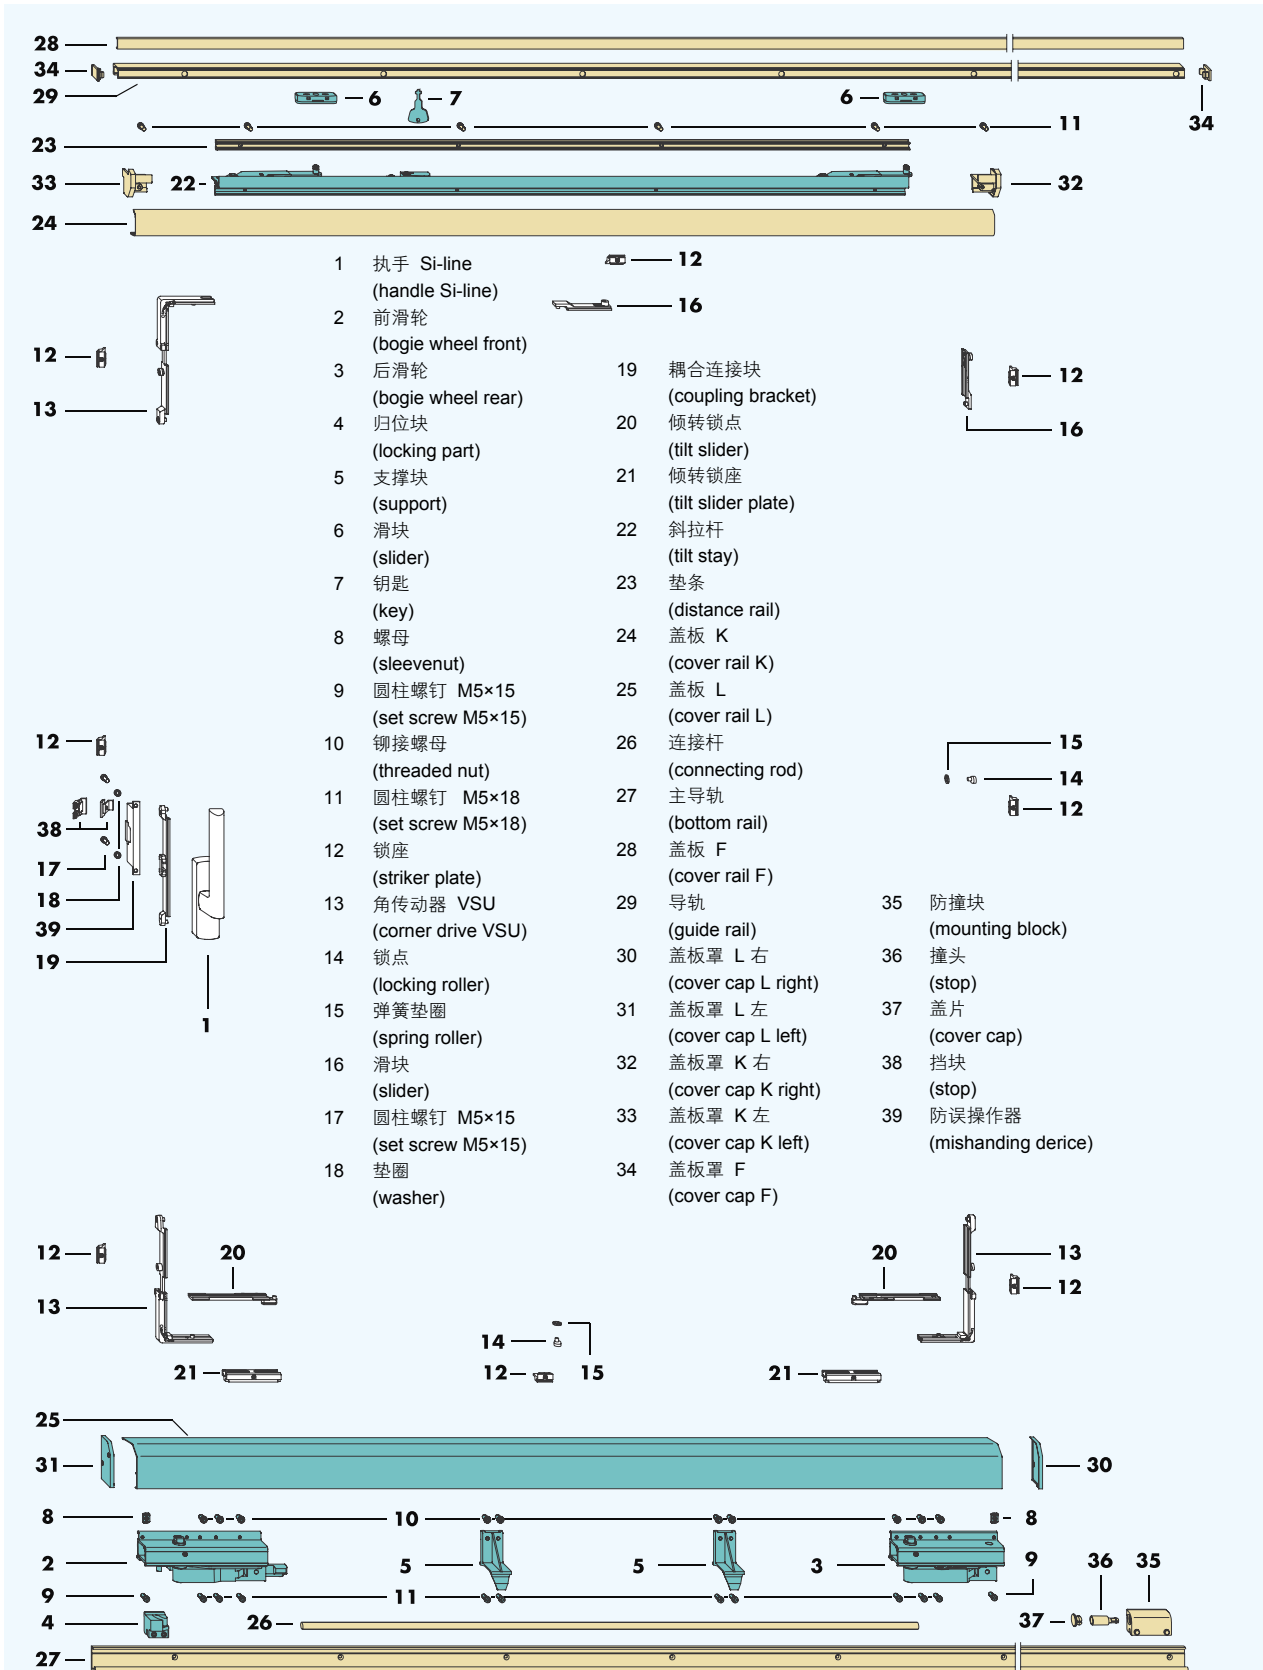 28
34
29
6
7
6
34
11
23
33
22
32
24
12
16
12
13
12
16
1 执手 Si-line
(handle Si-line)
2 前滑轮
(bogie wheel front)
3 后滑轮
(bogie wheel rear)
4 归位块
(locking part)
5 支撑块
(support)
6 滑块
(slider)
7 钥匙
(key)
8 螺母
(sleevenut)
9 圆柱螺钉 M5×15
(set screw M5×15)
10 铆接螺母
(threaded nut)
11 圆柱螺钉 M5×18
(set screw M5×18)
12 锁座
(striker plate)
13 角传动器 VSU
(corner drive VSU)
14 锁点
(locking roller)
15 弹簧垫圈
(spring roller)
16 滑块
(slider)
17 圆柱螺钉 M5×15
(set screw M5×15)
18 垫圈
(washer)
19 耦合连接块
(coupling bracket)
20 倾转锁点
(tilt slider)
21 倾转锁座
(tilt slider plate)
22 斜拉杆
(tilt stay)
23 垫条
(distance rail)
24 盖板 K
(cover rail K)
25 盖板 L
(cover rail L)
26 连接杆
(connecting rod)
27 主导轨
(bottom rail)
28 盖板 F
(cover rail F)
29 导轨
(guide rail)
30 盖板罩 L 右
(cover cap L right)
31 盖板罩 L 左
(cover cap L left)
32 盖板罩 K 右
(cover cap K right)
33 盖板罩 K 左
(cover cap K left)
34 盖板罩 F
(cover cap F)
35 防撞块
(mounting block)
36 撞头
(stop)
37 盖片
(cover cap)
38 挡块
(stop)
39 防误操作器
(mishanding derice)
12
38
17
18
39
19
1
15
14
12
12
13
20
20
13
12
21
14
12
15
21
25
31
30
8
10
8
2
5
5
3
9
36
35
9
11
4
26
37
27